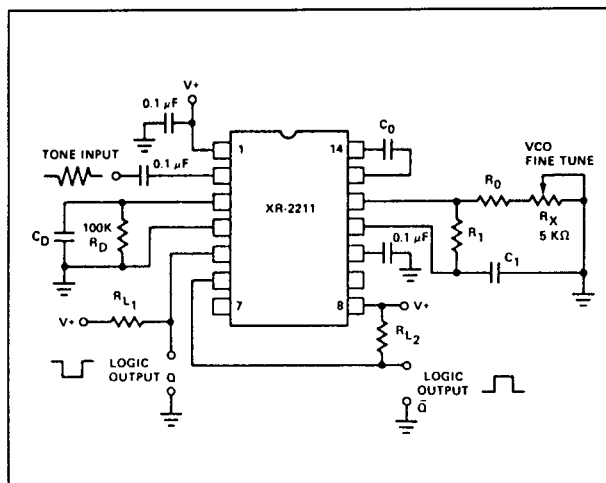 V+
0.1 μF
TONE INPUT
0.1 μF
1
14
C0
XR-2211
VCO
FINE TUNE
R0
RX
5 KΩ
CD
100K
RD
R1
0.1 μF
C1
7
8
V+
RL1
V+
RL2
LOGIC
OUTPUT
Q
LOGIC
OUTPUT
Q̄